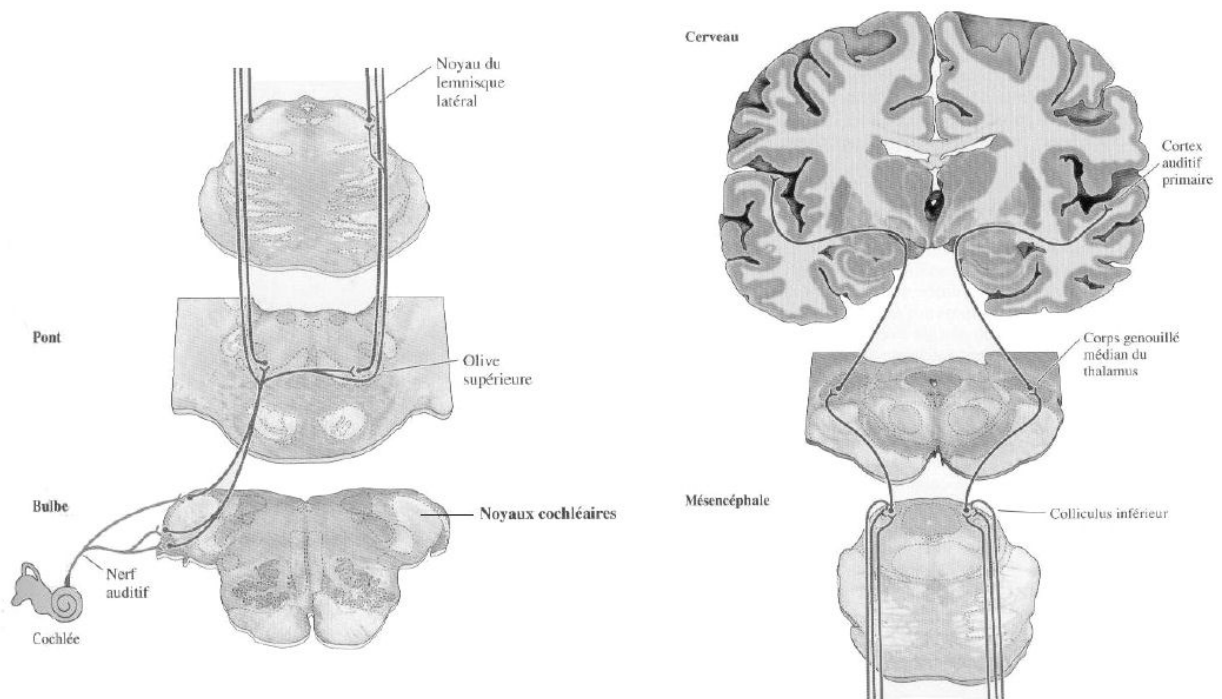 Noyau du
lemnisque
latéral
Pont
Olive
supérieure
Bulbe
Noyaux cochléaires
Nerf
auditif
Cochlée
Cerveau
Cortex
auditif
primaire
Corps genouillé
médian du
thalamus
Mésencéphale
Colliculus inférieur